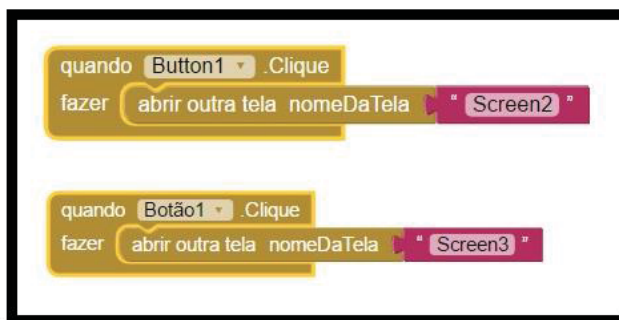 quando Button1 .Clique
fazer abrir outra tela nomeDaTela " Screen2 "
quando Botão1 .Clique
fazer abrir outra tela nomeDaTela " Screen3 "